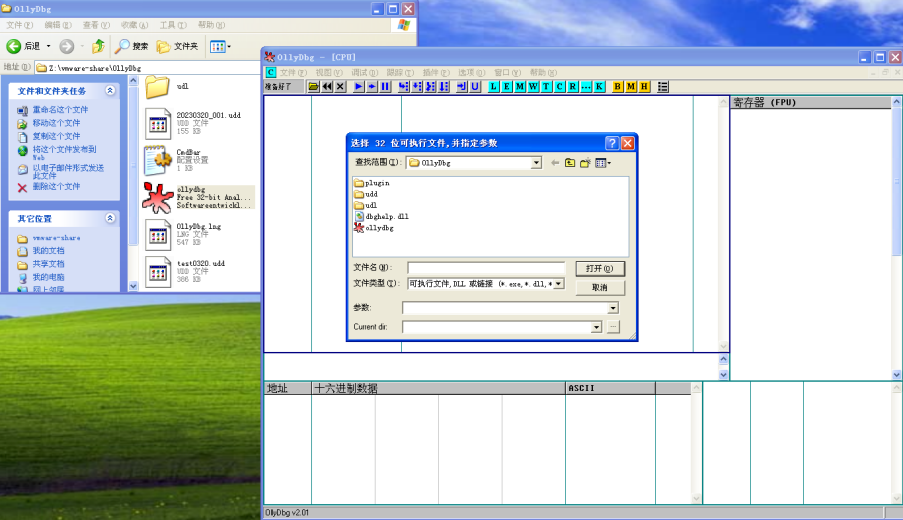 OllyDbg
文件(F) 编辑(E) 查看(V) 收藏(A) 工具(T) 帮助(H)
后退 搜索 文件夹
地址(D) Z:\vmware-share\OllyDbg
文件和文件夹任务
重命名这个文件
移动这个文件
复制这个文件
将这个文件发布到
Web
以电子邮件形式发送
此文件
删除这个文件
其它位置
vmware-share
我的文档
共享文档
我的电脑
网上邻居
udl
20230320_001.udd
UDD 文件
155 KB
CmdBar
配置设置
1 KB
ollydbg
Free 32-bit Anal...
Softwareentwickl...
OllyDbg.lng
LNG 文件
547 KB
test0320.udd
UDD 文件
366 KB
OllyDbg - [CPU]
C 文件(F) 视图(V) 调试(D) 跟踪(T) 插件(P) 选项(O) 窗口(W) 帮助(H)
准备好了 L E M W T C R ... K B M H
寄存器 (FPU)
选择 32 位可执行文件,并指定参数
查找范围(I): OllyDbg
plugin
udd
udl
dbghelp.dll
ollydbg
文件名(N): 打开(O)
文件类型(T): 可执行文件,DLL 或链接 (*.exe,*.dll,* 取消
参数:
Current dir: ...
地址 十六进制数据 ASCII
OllyDbg v2.01